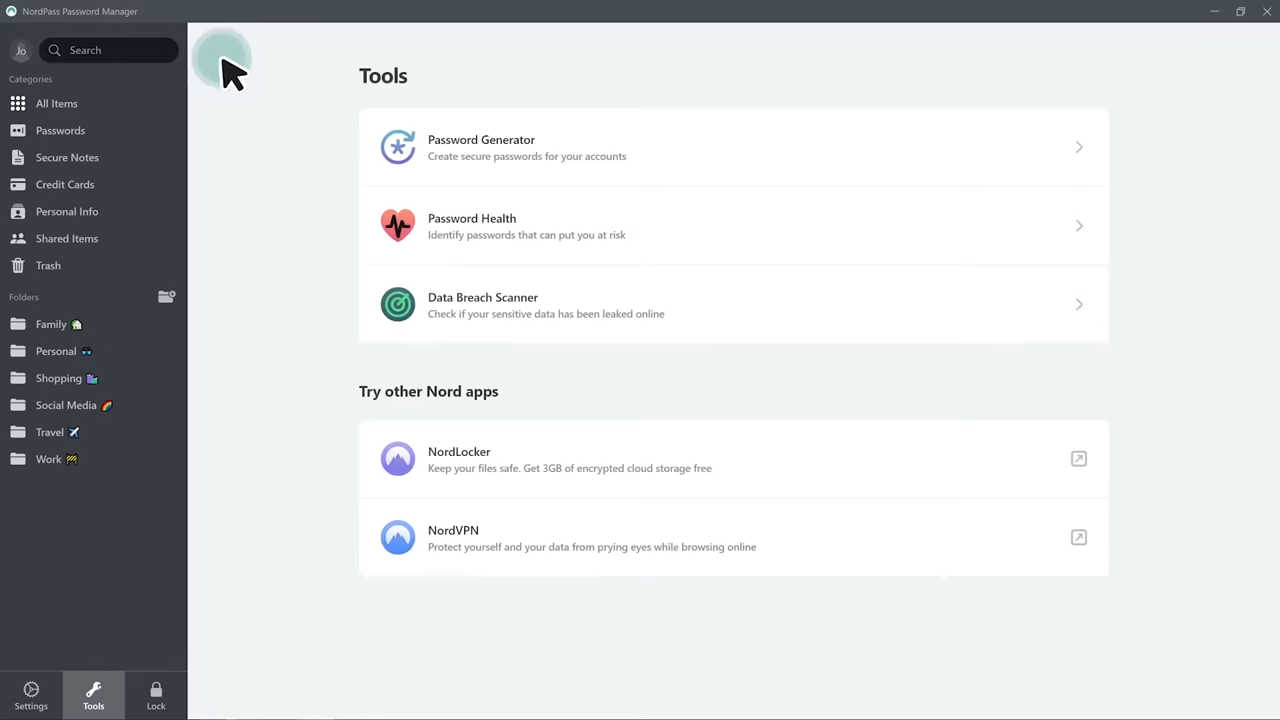 NordPass Password Manager
Jo
Search
Categories
All Items
Passwords
Secure Notes
Credit Cards
Personal Info
Shared Items
Trash
Folders
Family
Personal
Shopping
Social Media
Travel
Work
Settings
Tools
Lock
Tools
Password Generator
Create secure passwords for your accounts
Password Health
Identify passwords that can put you at risk
Data Breach Scanner
Check if your sensitive data has been leaked online
Try other Nord apps
NordLocker
Keep your files safe. Get 3GB of encrypted cloud storage free
NordVPN
Protect yourself and your data from prying eyes while browsing online